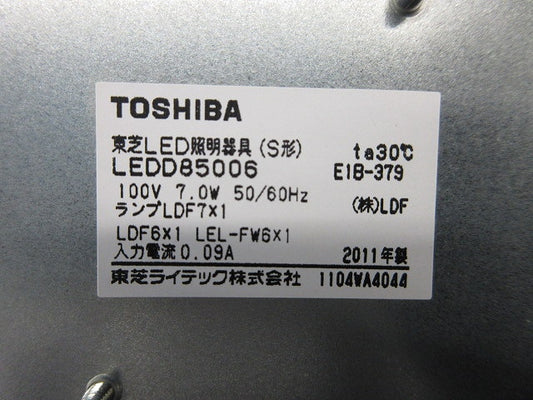 TOSHIBA
東芝LED照明器具(S形) ta30℃
LEDD85006 E1B-379
100V 7.0W 50/60Hz
ランプLDF7×1 (株)LDF
LDF6×1 LEL-FW6×1
入力電流0.09A 2011年製
東芝ライテック株式会社 1104WA4044